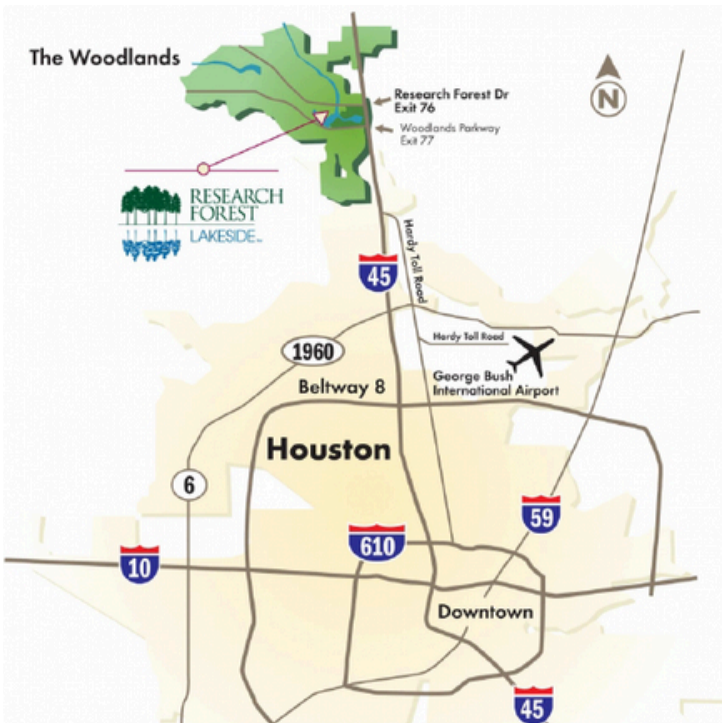 The Woodlands
N
Research Forest Dr
Exit 76
Woodlands Parkway
Exit 77
RESEARCH
FOREST
LAKESIDE
Hardy Toll Road
45
Hardy Toll Road
1960
George Bush
International Airport
Beltway 8
Houston
6
59
610
10
Downtown
45